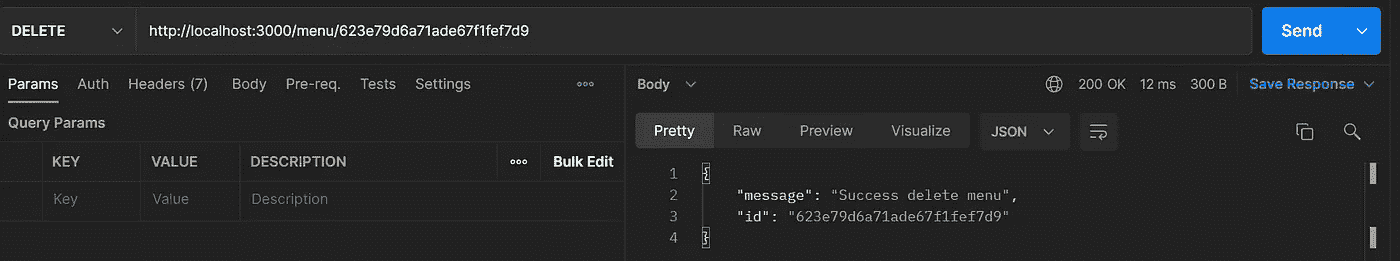 DELETE http://localhost:3000/menu/623e79d6a71ade67f1fef7d9 Send
Params Auth Headers (7) Body Pre-req. Tests Settings
Query Params
KEY VALUE DESCRIPTION Bulk Edit
Key Value Description
Body 200 OK 12 ms 300 B Save Response
Pretty Raw Preview Visualize JSON
1 {
2 "message": "Success delete menu",
3 "id": "623e79d6a71ade67f1fef7d9"
4 }